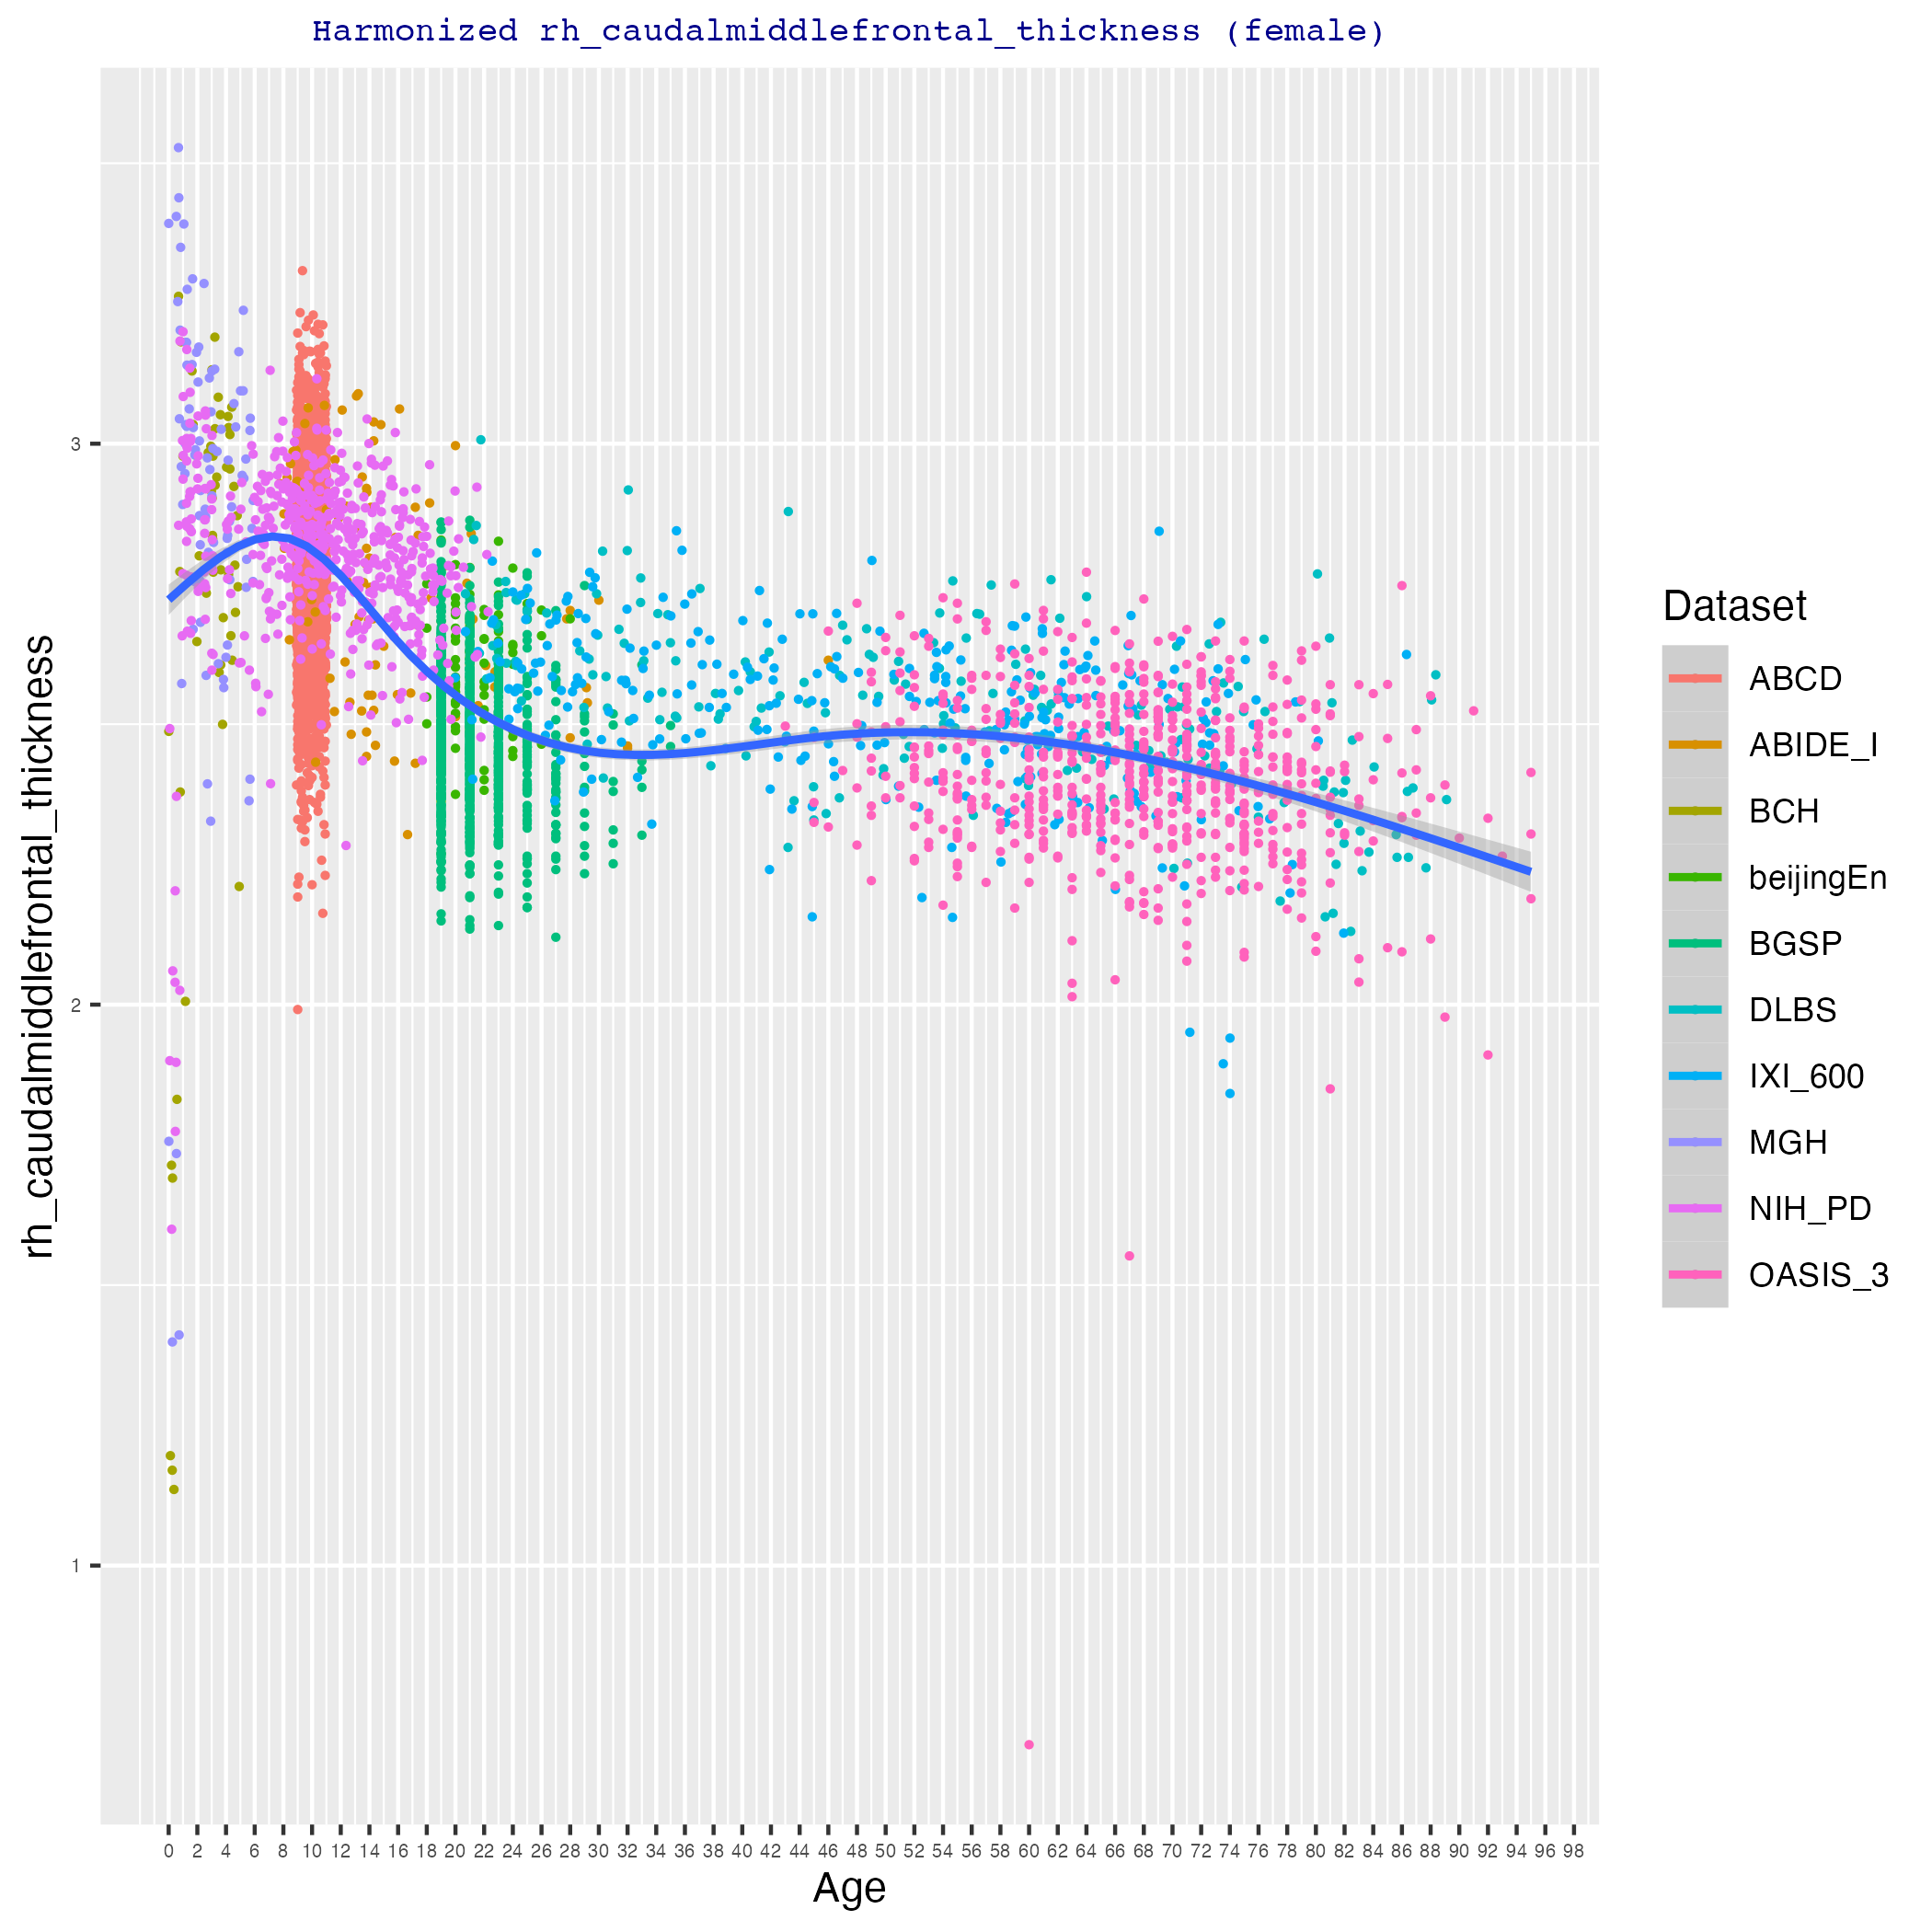 Harmonized rh_caudalmiddlefrontal_thickness (female)
rh_caudalmiddlefrontal_thickness
3
2
1
0 2 4 6 8 10 12 14 16 18 20 22 24 26 28 30 32 34 36 38 40 42 44 46 48 50 52 54 56 58 60 62 64 66 68 70 72 74 76 78 80 82 84 86 88 90 92 94 96 98
Age
Dataset
ABCD
ABIDE_I
BCH
beijingEn
BGSP
DLBS
IXI_600
MGH
NIH_PD
OASIS_3